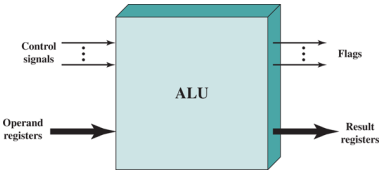 Control
signals
Flags
ALU
Operand
registers
Result
registers